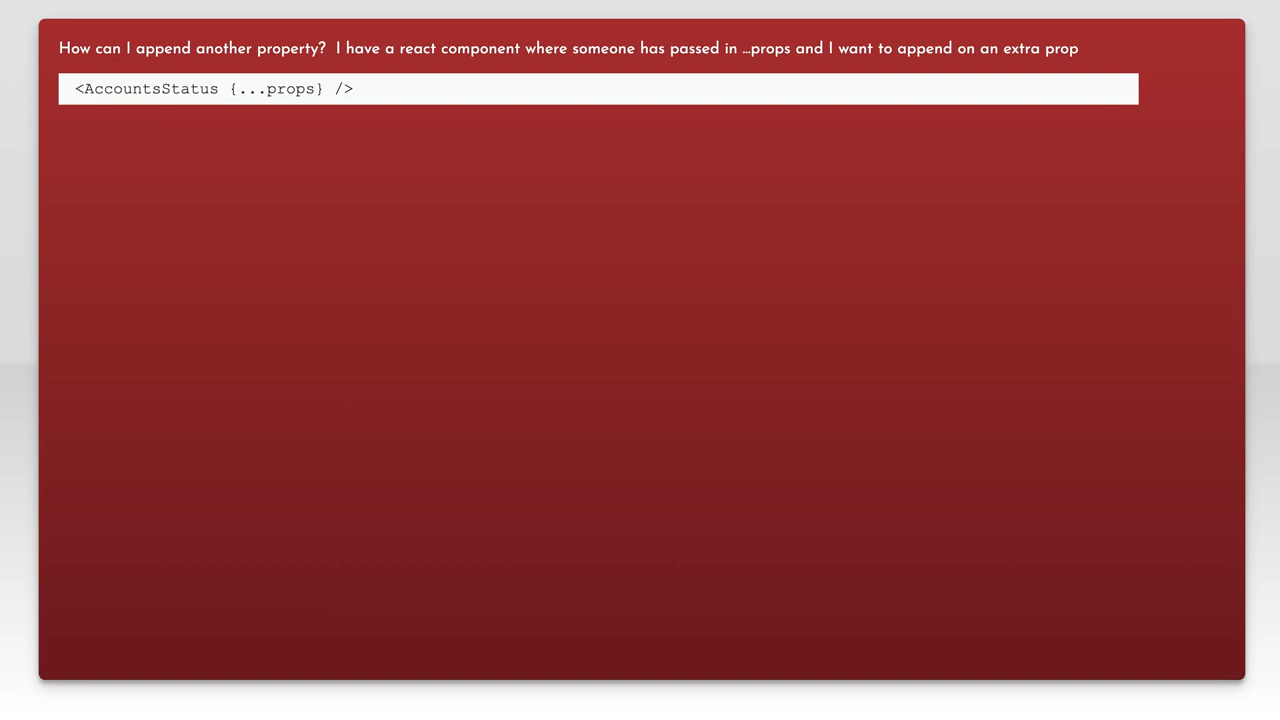 How can I append another property?  I have a react component where someone has passed in ...props and I want to append on an extra prop
<AccountsStatus {...props} />